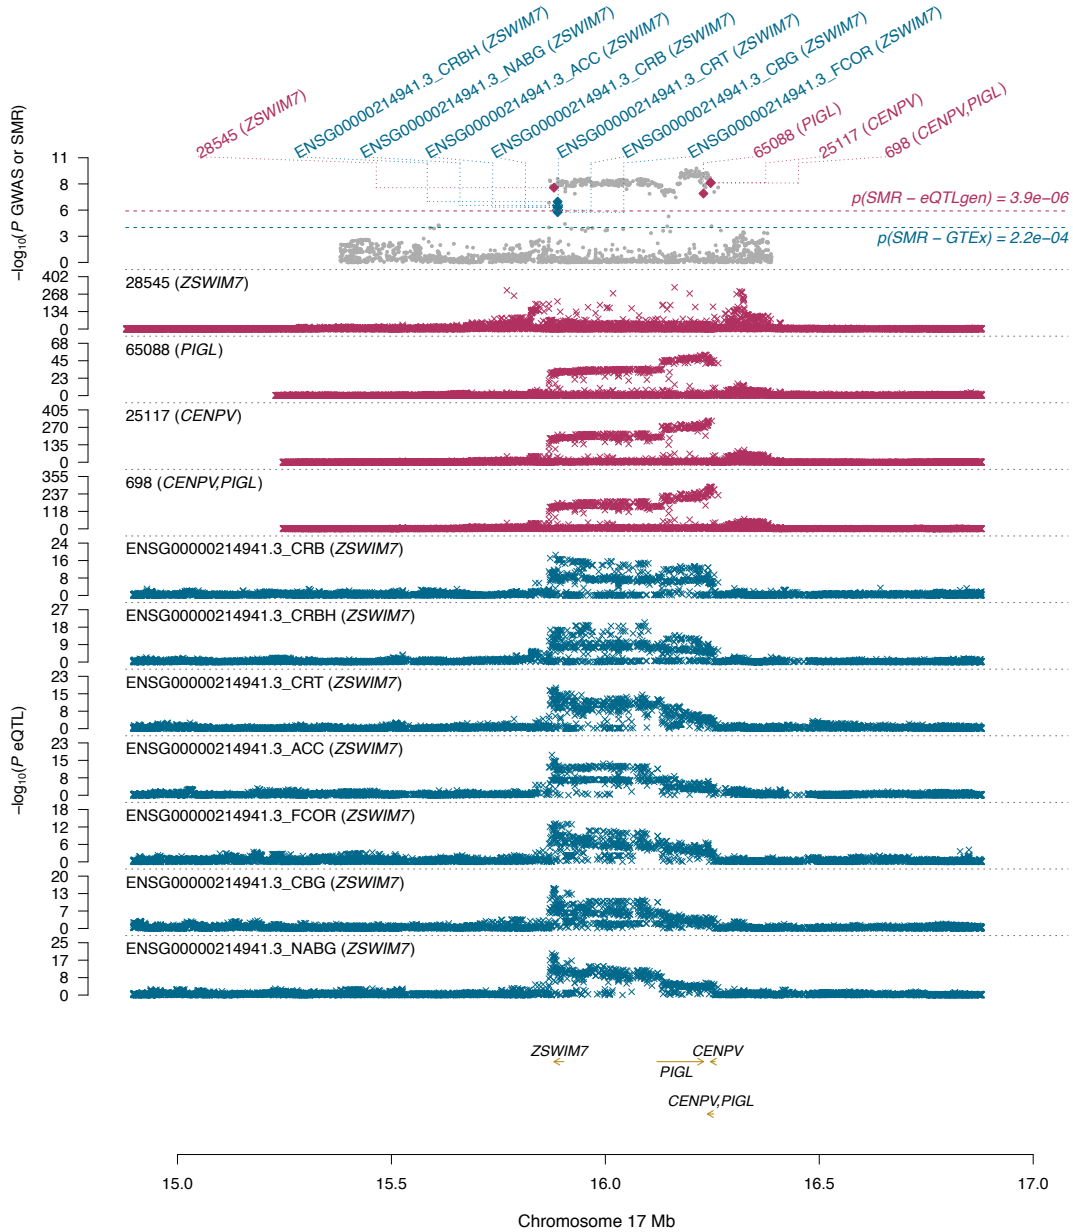 ENSG00000214941.3_CRBH (ZSWIM7)
ENSG00000214941.3_NABG (ZSWIM7)
ENSG00000214941.3_ACC (ZSWIM7)
ENSG00000214941.3_CRB (ZSWIM7)
ENSG00000214941.3_CRT (ZSWIM7)
ENSG00000214941.3_CBG (ZSWIM7)
ENSG00000214941.3_FCOR (ZSWIM7)
28545 (ZSWIM7)
65088 (PIGL)
25117 (CENPV)
698 (CENPV,PIGL)
−log10(P GWAS or SMR)
11
8
6
3
0
p(SMR − eQTLgen) = 3.9e−06
p(SMR − GTEx) = 2.2e−04
28545 (ZSWIM7)
402
268
134
0
65088 (PIGL)
68
45
23
0
25117 (CENPV)
405
270
135
0
698 (CENPV,PIGL)
355
237
118
0
ENSG00000214941.3_CRB (ZSWIM7)
24
16
8
0
ENSG00000214941.3_CRBH (ZSWIM7)
27
18
9
0
ENSG00000214941.3_CRT (ZSWIM7)
23
15
8
0
ENSG00000214941.3_ACC (ZSWIM7)
23
15
8
0
ENSG00000214941.3_FCOR (ZSWIM7)
18
12
6
0
ENSG00000214941.3_CBG (ZSWIM7)
20
13
7
0
ENSG00000214941.3_NABG (ZSWIM7)
25
17
8
0
−log10(P eQTL)
ZSWIM7
CENPV
PIGL
CENPV,PIGL
15.0 15.5 16.0 16.5 17.0
Chromosome 17 Mb